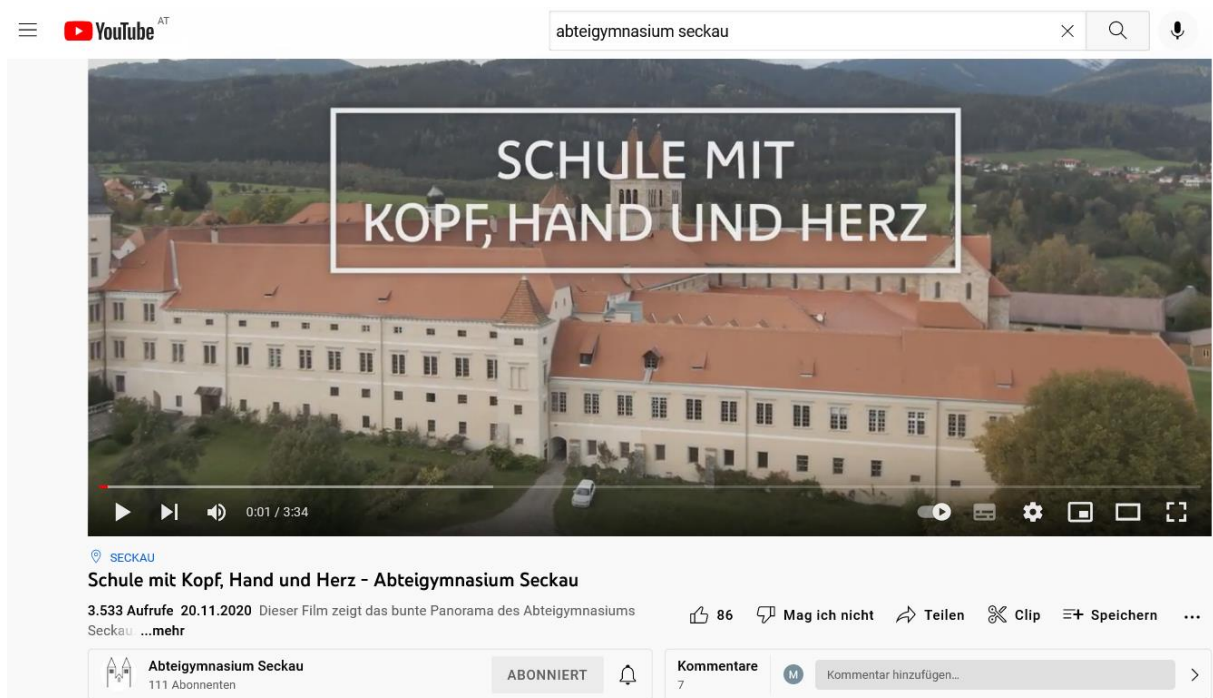 YouTube AT
abteigymnasium seckau
SCHULE MIT
KOPF, HAND UND HERZ
0:01 / 3:34
SECKAU
Schule mit Kopf, Hand und Herz - Abteigymnasium Seckau
3.533 Aufrufe 20.11.2020 Dieser Film zeigt das bunte Panorama des Abteigymnasiums
Seckau ...mehr
86 Mag ich nicht Teilen Clip Speichern
Abteigymnasium Seckau
111 Abonnenten
ABONNIERT
Kommentare
7
M
Kommentar hinzufügen...